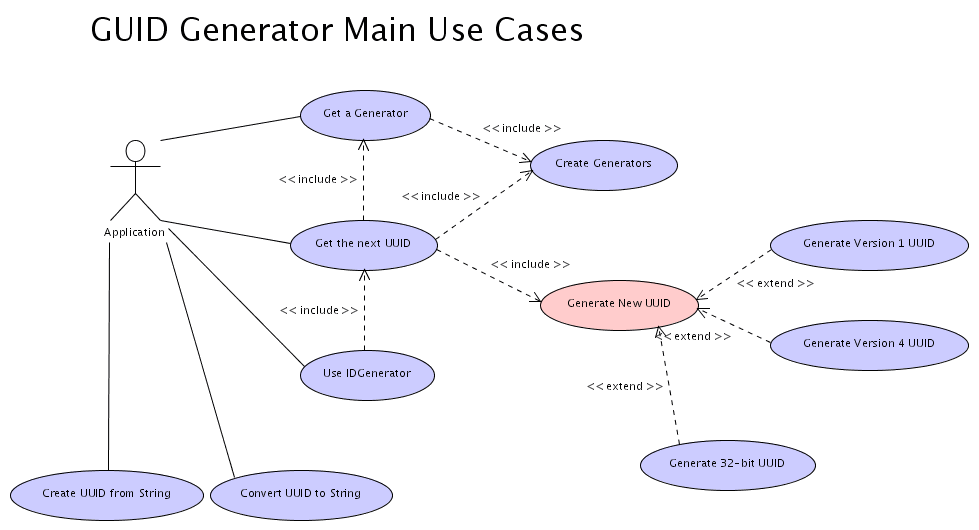 GUID Generator Main Use Cases
Get a Generator
<< include >>
Create Generators
<< include >>
<< include >>
Application
Get the next UUID
Generate Version 1 UUID
<< include >>
<< extend >>
Generate New UUID
<< include >>
<< extend >>
Generate Version 4 UUID
Use IDGenerator
<< extend >>
Generate 32-bit UUID
Create UUID from String
Convert UUID to String